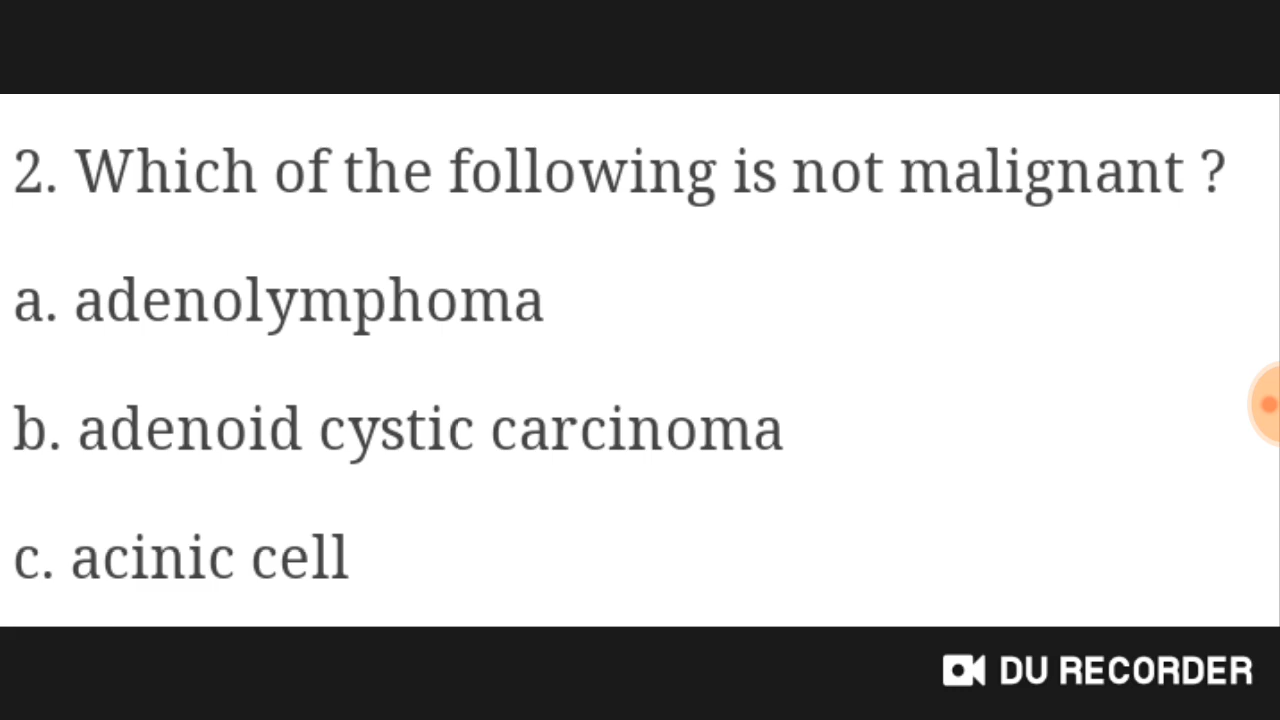 2. Which of the following is not malignant ?
a. adenolymphoma
b. adenoid cystic carcinoma
c. acinic cell
DU RECORDER